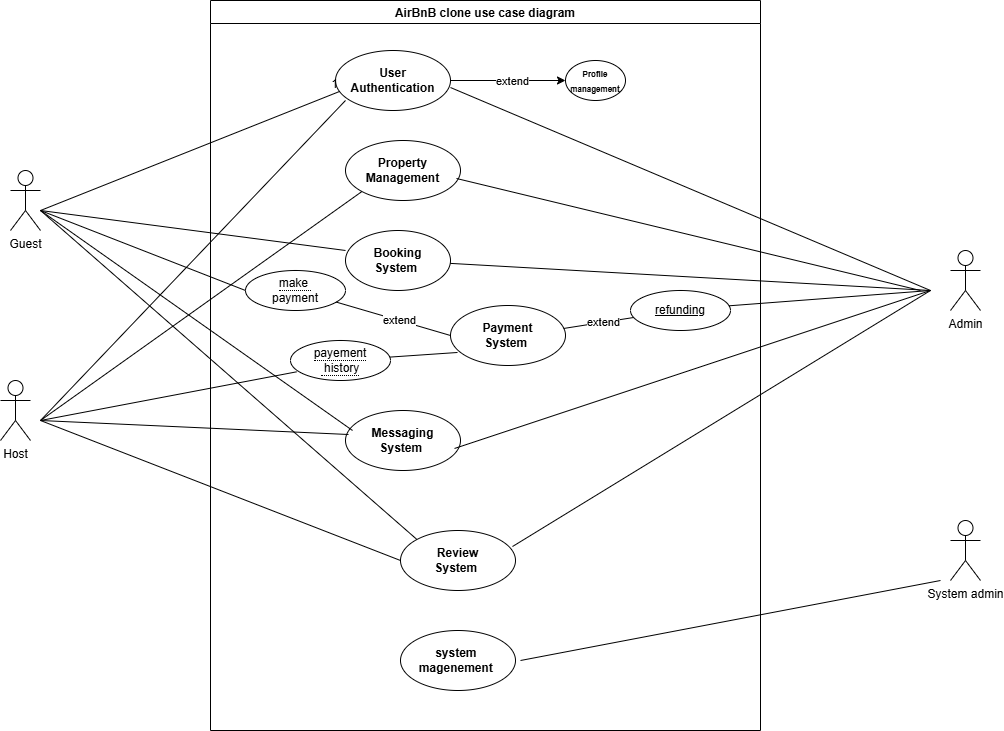 AirBnB clone use case diagram
User
Authentication
extend
Profile
management
Property
Management
Guest
Booking
System
make
payment
extend
Payment
System
extend
refunding
Admin
payement
history
Host
Messaging
System
Review
System
System admin
system
magenement